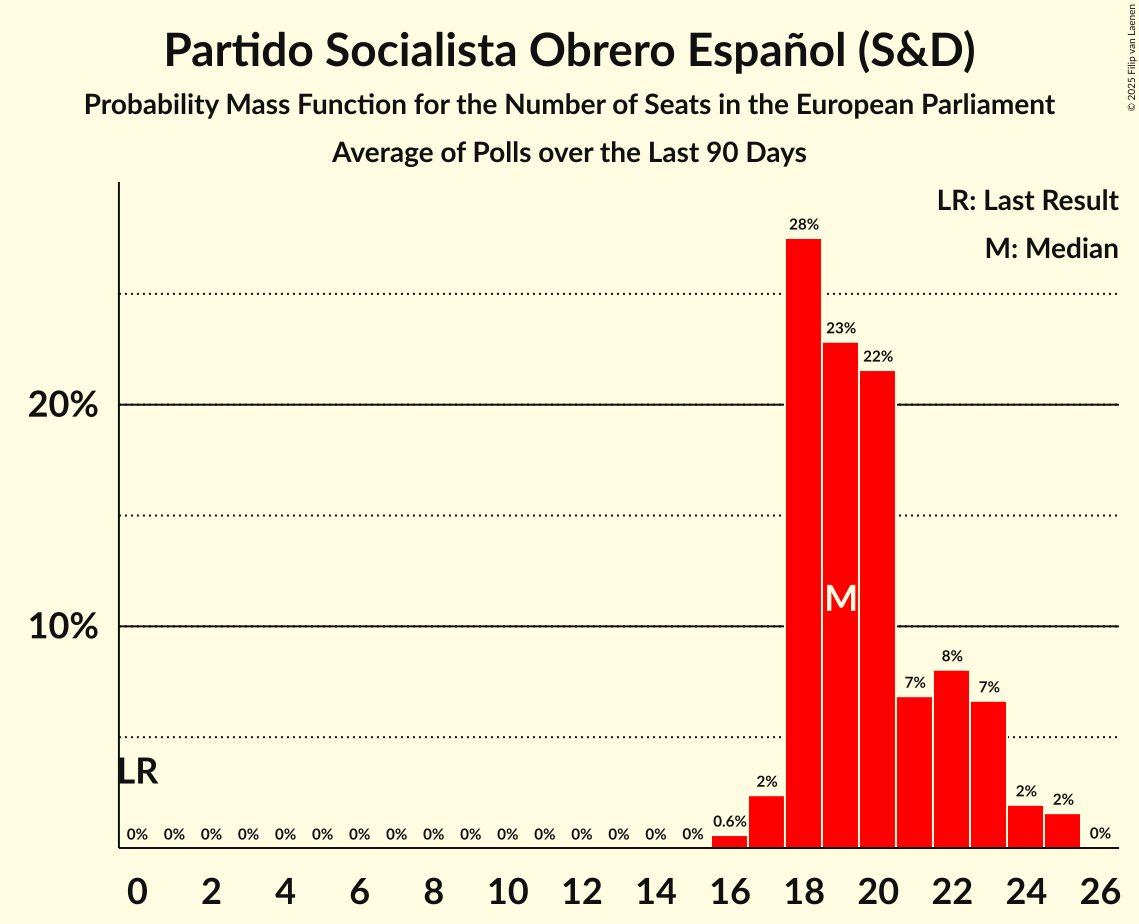 Partido Socialista Obrero Español (S&D)
Probability Mass Function for the Number of Seats in the European Parliament
Average of Polls over the Last 90 Days
© 2025 Filip van Laenen
LR: Last Result
M: Median
28%
23%
22%
20%
M
10%
8%
7%
7%
LR
2%
2%
2%
0.6%
0% 0% 0% 0% 0% 0% 0% 0% 0% 0% 0% 0% 0% 0% 0% 0% 0%
0 2 4 6 8 10 12 14 16 18 20 22 24 26